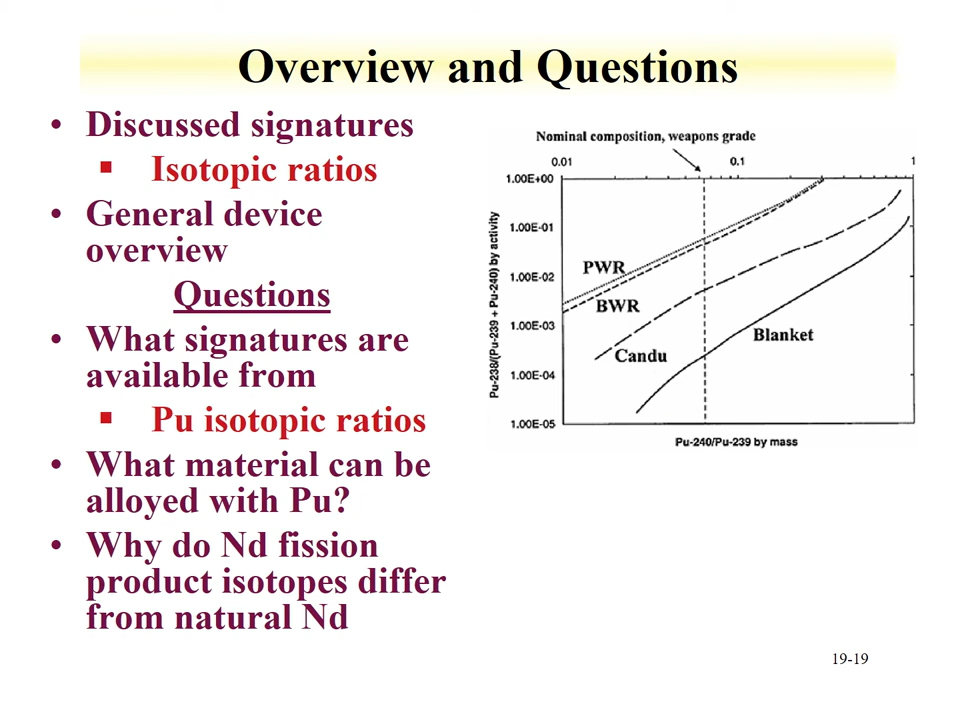 Overview and Questions
• Discussed signatures
▪ Isotopic ratios
• General device
overview
Questions
• What signatures are
available from
▪ Pu isotopic ratios
• What material can be
alloyed with Pu?
• Why do Nd fission
product isotopes differ
from natural Nd
Nominal composition, weapons grade
0.01 0.1 1
1.00E+00
1.00E-01
1.00E-02
1.00E-03
1.00E-04
1.00E-05
Pu-238/(Pu-239 + Pu-240) by activity
PWR
BWR
Candu
Blanket
Pu-240/Pu-239 by mass
19-19